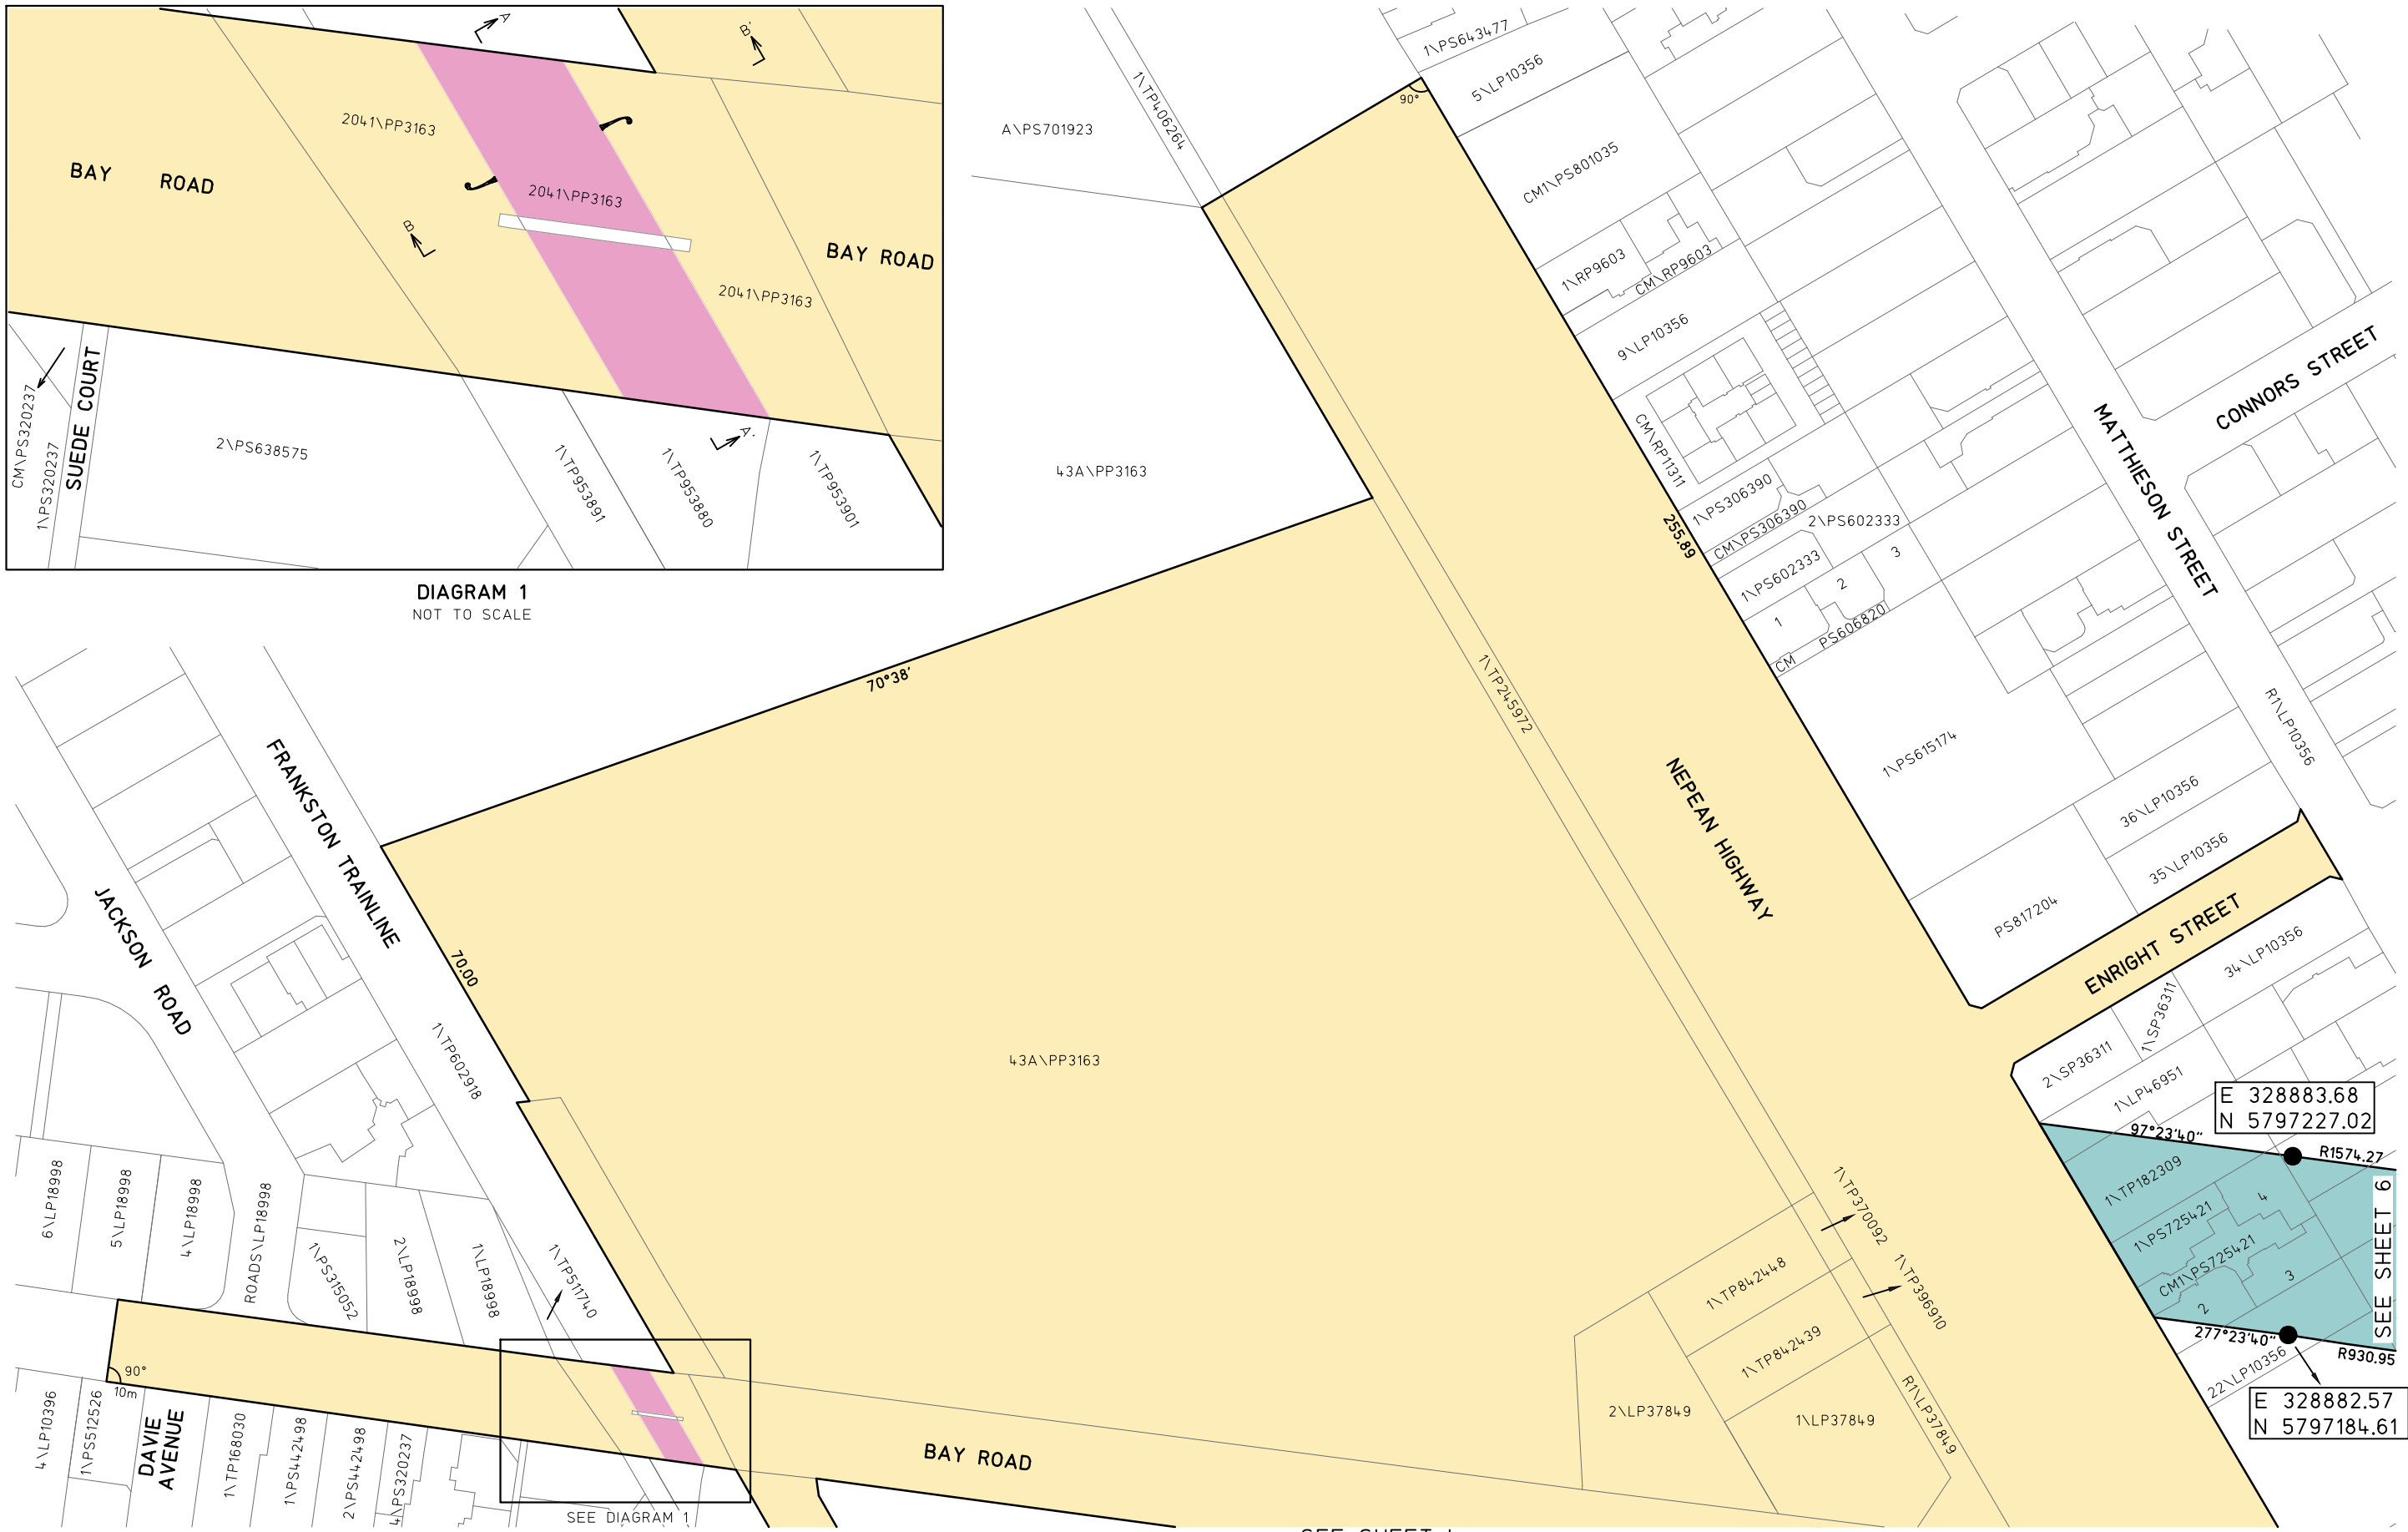 A
B'
2041\PP3163
BAY ROAD
2041\PP3163
B
BAY ROAD
2041\PP3163
A'
CM\PS320237
1\PS320237
SUEDE COURT
2\PS638575
1\TP953891
1\TP953880
1\TP953901
DIAGRAM 1
NOT TO SCALE
1\TP406264
A\PS701923
43A\PP3163
90°
1\PS643477
5\LP10356
CM1\PS801035
1\RP9603
CM\RP9603
9\LP10356
CM\RP11311
1\PS306390
CM\PS306390
2\PS602333
1\PS602333
3
2
1
PS606820
CM
255.89
MATTHIESON STREET
CONNORS STREET
R1\LP10356
1\PS615174
36\LP10356
35\LP10356
PS817204
ENRIGHT STREET
34\LP10356
1\SP36311
2\SP36311
1\LP46951
E 328883.68
N 5797227.02
97°23'40"
R1574.27
1\TP182309
4
1\PS725421
CM1\PS725421
3
2
SEE SHEET 6
277°23'40"
R930.95
22\LP10356
E 328882.57
N 5797184.61
70°38'
1\TP245972
NEPEAN HIGHWAY
FRANKSTON TRAINLINE
JACKSON ROAD
70.00
1\TP602918
43A\PP3163
1\TP370092
1\TP396910
1\TP842448
1\TP842439
2\LP37849
1\LP37849
R1\LP37849
6\LP18998
5\LP18998
4\LP18998
ROADS\LP18998
1\PS315052
2\LP18998
1\LP18998
1\TP511740
90°
10m
4\LP10396
1\PS512526
DAVIE
AVENUE
1\TP168030
1\PS442498
2\PS442498
4\PS320237
SEE DIAGRAM 1
BAY ROAD